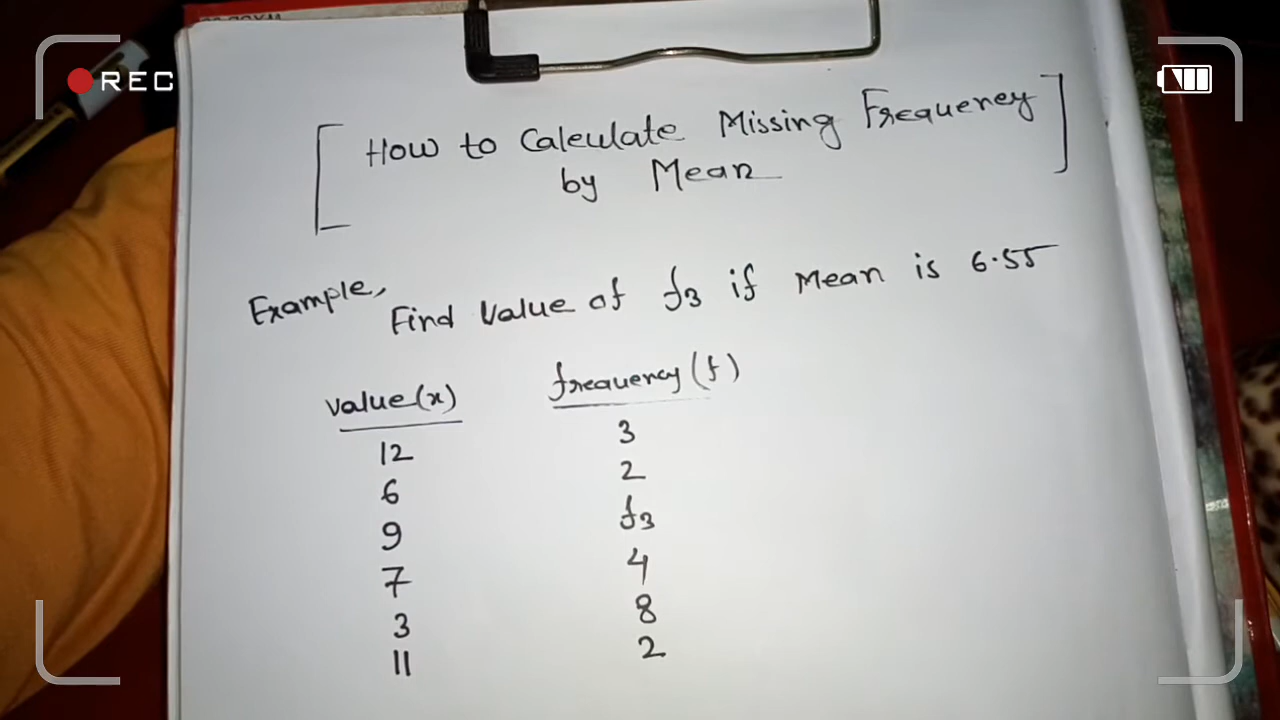 REC
[How to Calculate Missing Frequency
by Mean]
Example,
Find Value of f3 if Mean is 6.55
Value(x) frequency(f)
12 3
6 2
9 f3
7 4
3 8
11 2